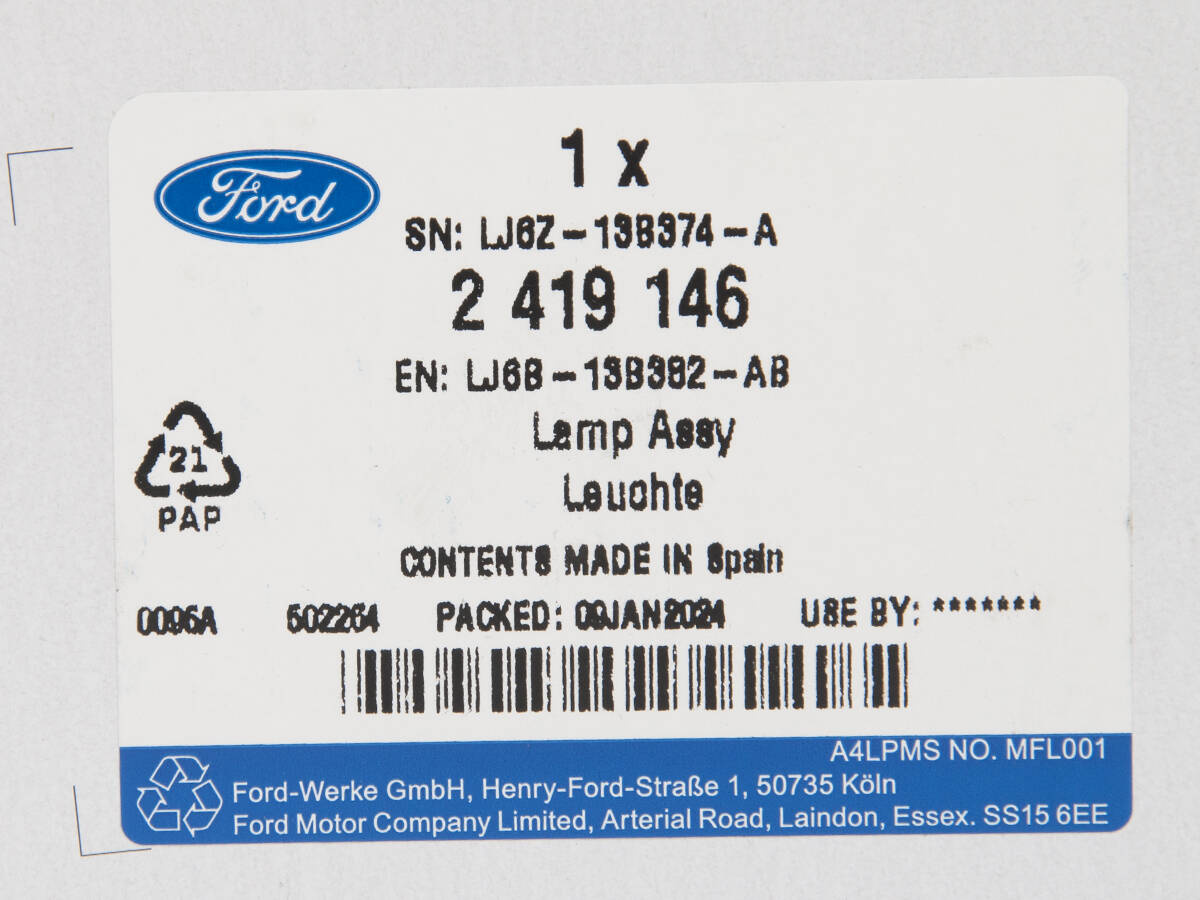 Ford
1 x
SN: LJ6Z-13B374-A
2 419 146
EN: LJ6B-13B382-AB
Lamp Assy
Leuchte
21
PAP
CONTENTS MADE IN Spain
0095A 502264 PACKED: 09JAN2024 USE BY: *******
A4LPMS NO. MFL001
Ford-Werke GmbH, Henry-Ford-Straße 1, 50735 Köln
Ford Motor Company Limited, Arterial Road, Laindon, Essex. SS15 6EE